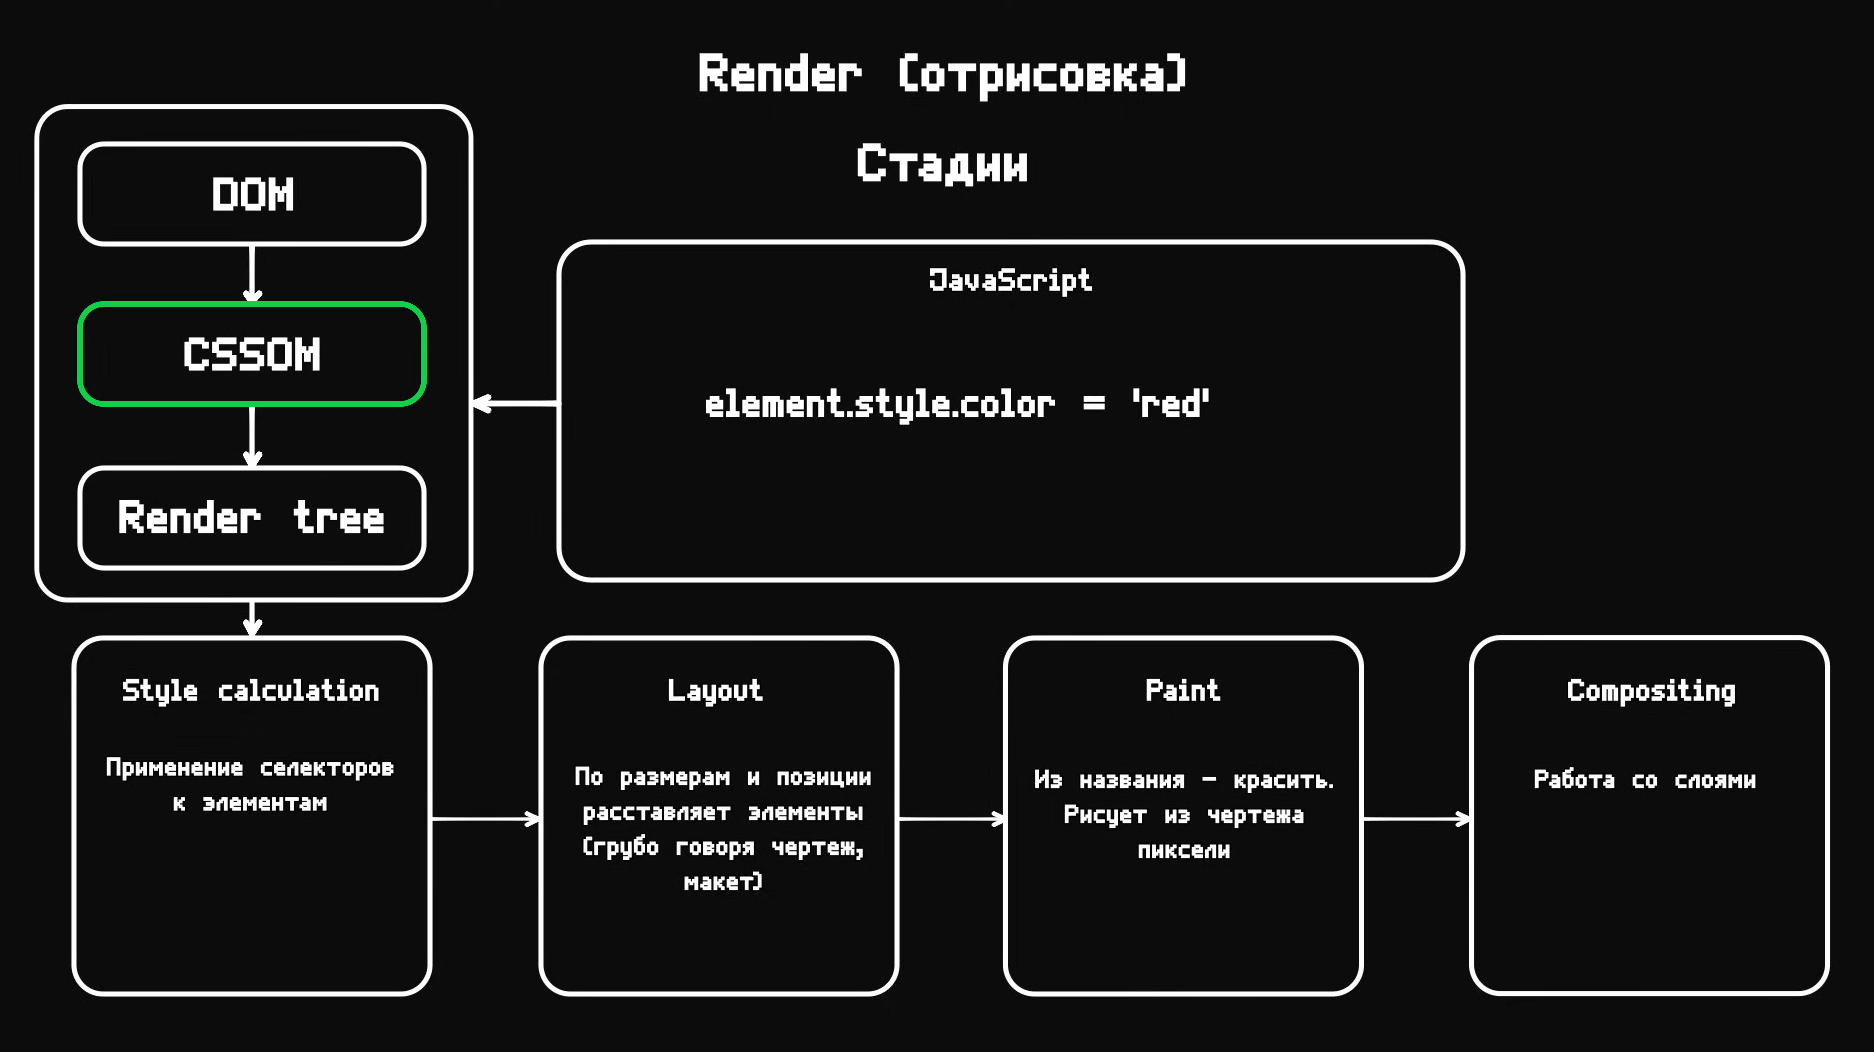 Render (отрисовка)
Стадии
DOM
CSSOM
Render tree
JavaScript
element.style.color = 'red'
Style calculation
Применение селекторов
к элементам
Layout
По размерам и позиции
расставляет элементы
(грубо говоря чертеж,
макет)
Paint
Из названия - красить.
Рисует из чертежа
пиксели
Compositing
Работа со слоями